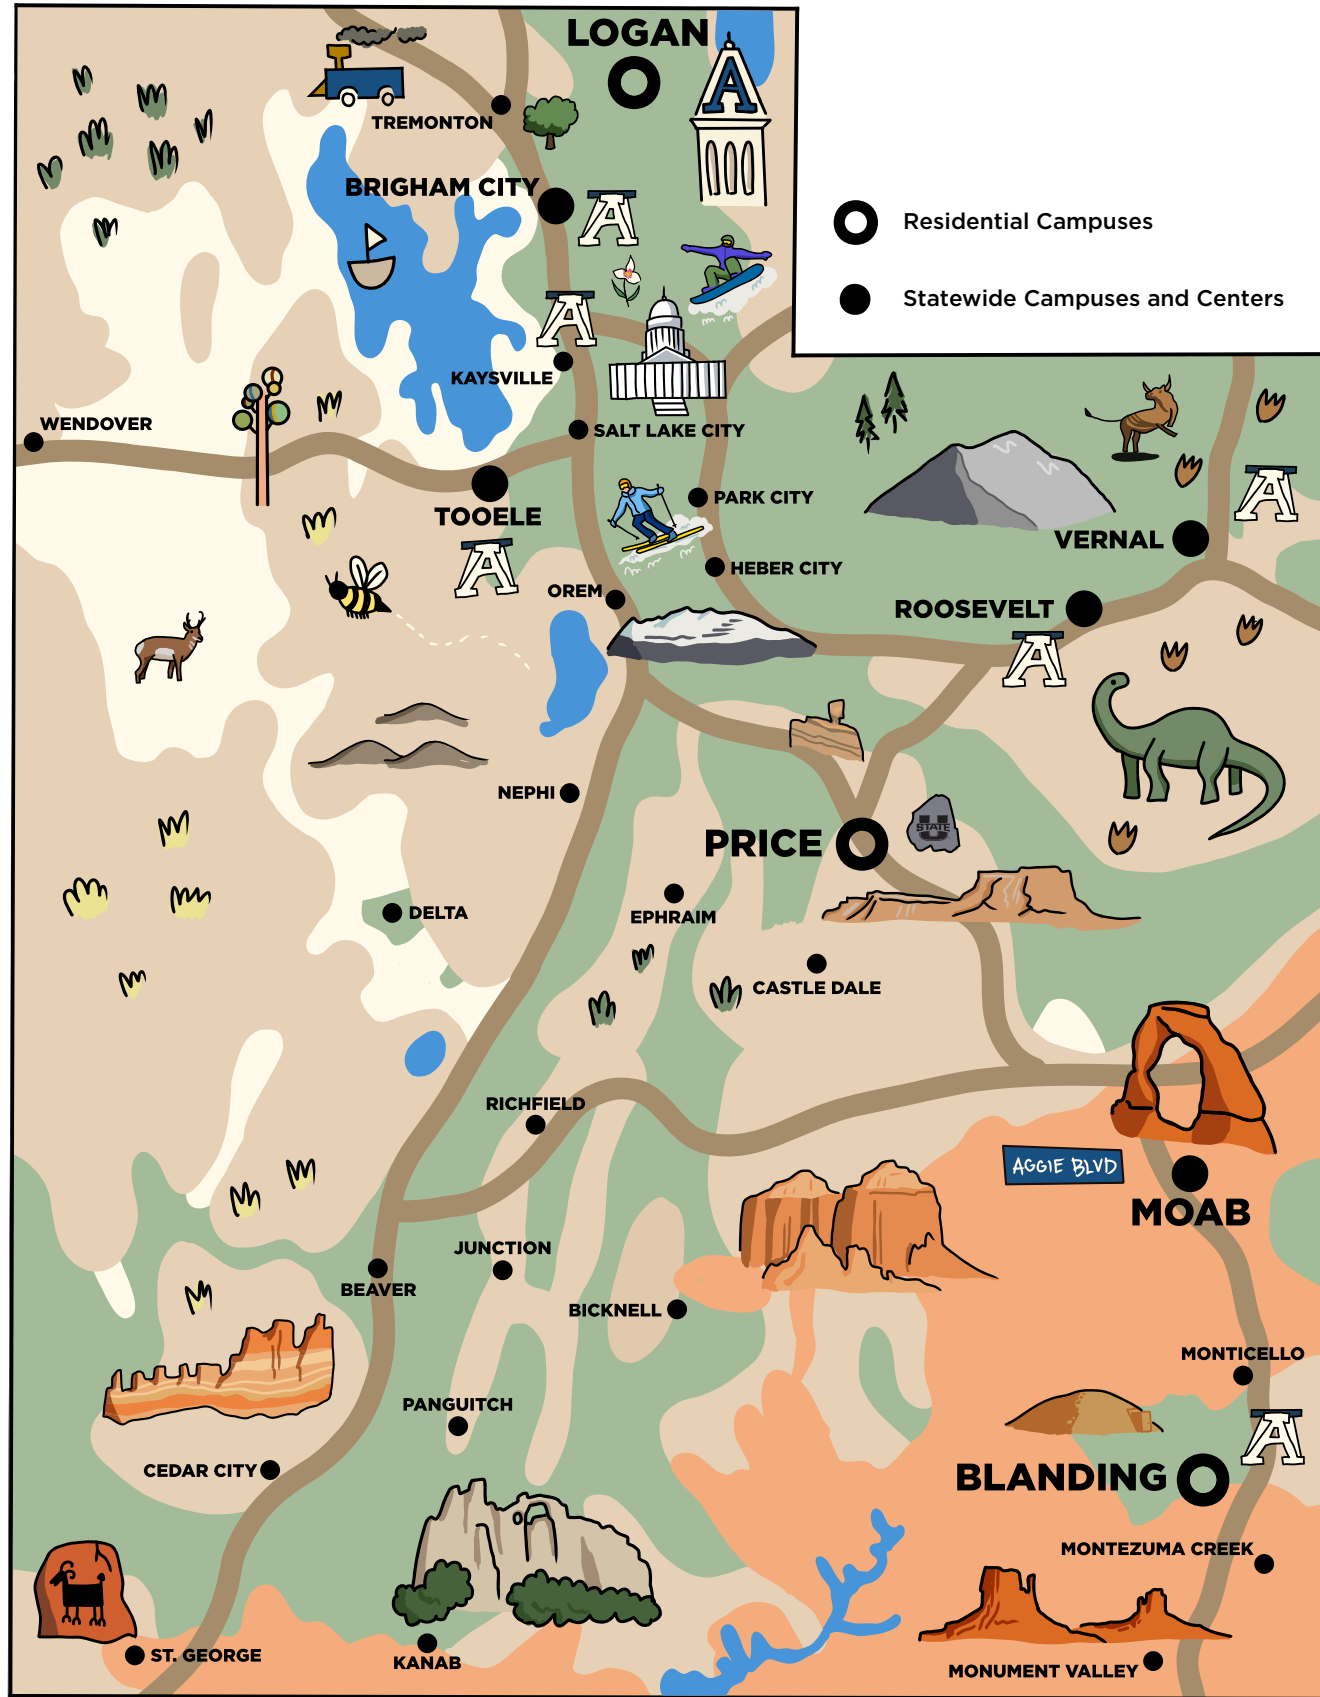 LOGAN
A
TREMONTON
BRIGHAM CITY
A
Residential Campuses
Statewide Campuses and Centers
A
KAYSVILLE
WENDOVER
SALT LAKE CITY
PARK CITY
TOOELE
A
A
VERNAL
HEBER CITY
OREM
ROOSEVELT
A
NEPHI
PRICE
U
STATE
DELTA
EPHRAIM
CASTLE DALE
RICHFIELD
AGGIE BLVD
MOAB
JUNCTION
BEAVER
BICKNELL
MONTICELLO
PANGUITCH
A
CEDAR CITY
BLANDING
MONTEZUMA CREEK
ST. GEORGE
KANAB
MONUMENT VALLEY